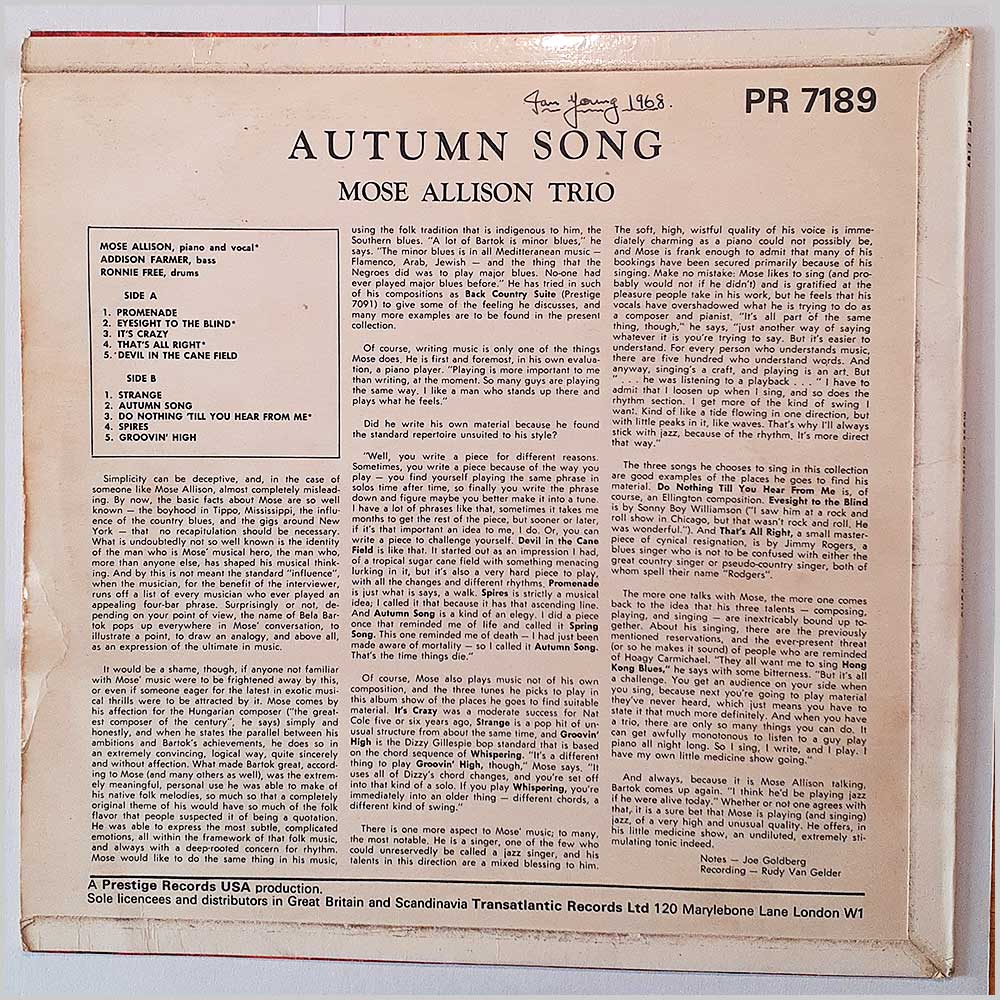 Ian Young 1968.
PR 7189
AUTUMN SONG
MOSE ALLISON TRIO
MOSE ALLISON, piano and vocal*
ADDISON FARMER, bass
RONNIE FREE, drums
SIDE A
1. PROMENADE
2. EYESIGHT TO THE BLIND*
3. IT'S CRAZY
4. THAT'S ALL RIGHT*
5. DEVIL IN THE CANE FIELD
SIDE B
1. STRANGE
2. AUTUMN SONG
3. DO NOTHING 'TILL YOU HEAR FROM ME*
4. SPIRES
5. GROOVIN' HIGH
Simplicity can be deceptive, and, in the case of
someone like Mose Allison, almost completely mislead-
ing. By now, the basic facts about Mose are so well
known — the boyhood in Tippo, Mississippi, the influ-
ence of the country blues, and the gigs around New
York — that no recapitulation should be necessary.
What is undoubtedly not so well known is the identity
of the man who is Mose' musical hero, the man who,
more than anyone else, has shaped his musical think-
ing. And by this is not meant the standard "influence",
when the musician, for the benefit of the interviewer,
runs off a list of every musician who ever played an
appealing four-bar phrase. Surprisingly or not, de-
pending on your point of view, the name of Bela Bar-
tok pops up everywhere in Mose' conversation, to
illustrate a point, to draw an analogy, and above all,
as an expression of the ultimate in music.
It would be a shame, though, if anyone not familiar
with Mose' music were to be frightened away by this,
or even if someone eager for the latest in exotic musi-
cal thrills were to be attracted by it. Mose comes by
his affection for the Hungarian composer ("the great-
est composer of the century", he says) simply and
honestly, and when he states the parallel between his
ambitions and Bartok's achievements, he does so in
an extremely convincing, logical way, quite sincerely
and without affection. What made Bartok great, accord-
ing to Mose (and many others as well), was the extrem-
ely meaningful, personal use he was able to make of
his native folk melodies, so much so that a completely
original theme of his would have so much of the folk
flavor that people suspected it of being a quotation.
He was able to express the most subtle, complicated
emotions, all within the framework of that folk music,
and always with a deep-rooted concern for rhythm.
Mose would like to do the same thing in his music,
using the folk tradition that is indigenous to him, the
Southern blues. "A lot of Bartok is minor blues," he
says. "The minor blues is in all Meditteranean music —
Flamenco, Arab, Jewish — and the thing that the
Negroes did was to play major blues. No-one had
ever played major blues before." He has tried in such
of his compositions as Back Country Suite (Prestige
7091) to give some of the feeling he discusses, and
many more examples are to be found in the present
collection.
Of course, writing music is only one of the things
Mose does. He is first and foremost, in his own evalua-
tion, a piano player. "Playing is more important to me
than writing, at the moment. So many guys are playing
the same way. I like a man who stands up there and
plays what he feels."
Did he write his own material because he found
the standard repertoire unsuited to his style?
"Well, you write a piece for different reasons.
Sometimes, you write a piece because of the way you
play — you find yourself playing the same phrase in
solos time after time, so finally you write the phrase
down and figure maybe you better make it into a tune.
I have a lot of phrases like that, sometimes it takes me
months to get the rest of the piece, but sooner or later,
if it's that important an idea to me, I do. Or, you can
write a piece to challenge yourself. Devil in the Cane
Field is like that. It started out as an impression I had,
of a tropical sugar cane field with something menacing
lurking in it, but it's also a very hard piece to play,
with all the changes and different rhythms. Promenade
is just what is says, a walk. Spires is strictly a musical
idea; I called it that because it has that ascending line.
And Autumn Song is a kind of an elegy. I did a piece
once that reminded me of life and called it Spring
Song. This one reminded me of death — I had just been
made aware of mortality — so I called it Autumn Song.
That's the time things die."
Of course, Mose also plays music not of his own
composition, and the three tunes he picks to play in
this album show of the places he goes to find suitable
material. It's Crazy was a moderate success for Nat
Cole five or six years ago, Strange is a pop hit of un-
usual structure from about the same time, and Groovin'
High is the Dizzy Gillespie bop standard that is based
on the chord sequence of Whispering. "It's a different
thing to play Groovin' High, though," Mose says. "It
uses all of Dizzy's chord changes, and you're set off
into that kind of a solo. If you play Whispering, you're
immediately into an older thing — different chords, a
different kind of swing."
There is one more aspect to Mose' music; to many,
the most notable. He is a singer, one of the few who
could unreservedly be called a jazz singer, and his
talents in this direction are a mixed blessing to him.
The soft, high, wistful quality of his voice is imme-
diately charming as a piano could not possibly be,
and Mose is frank enough to admit that many of his
bookings have been secured primarily because of his
singing. Make no mistake: Mose likes to sing (and pro-
bably would not if he didn't) and is gratified at the
pleasure people take in his work, but he feels that his
vocals have overshadowed what he is trying to do as
a composer and pianist. "It's all part of the same
thing, though," he says, "just another way of saying
whatever it is you're trying to say. But it's easier to
understand. For every person who understands music,
there are five hundred who understand words. And
anyway, singing's a craft, and playing is an art. But
" . . . he was listening to a playback . . . " I have to
admit that I loosen up when I sing, and so does the
rhythm section. I get more of the kind of swing I
want. Kind of like a tide flowing in one direction, but
with little peaks in it, like waves. That's why I'll always
stick with jazz, because of the rhythm. It's more direct
that way."
The three songs he chooses to sing in this collection
are good examples of the places he goes to find his
material. Do Nothing Till You Hear From Me is, of
course, an Ellington composition. Evesight to the Blind
is by Sonny Boy Williamson ("I saw him at a rock and
roll show in Chicago, but that wasn't rock and roll. He
was wonderful."). And That's All Right, a small master-
piece of cynical resignation, is by Jimmy Rogers, a
blues singer who is not to be confused with either the
great country singer or pseudo-country singer, both of
whom spell their name "Rodgers".
The more one talks with Mose, the more one comes
back to the idea that his three talents — composing,
playing, and singing — are inextricably bound up to-
gether. About his singing, there are the previously
mentioned reservations, and the ever-present threat
(or so he makes it sound) of people who are reminded
of Hoagy Carmichael. "They all want me to sing Hong
Kong Blues," he says with some bitterness. "But it's all
a challenge. You get an audience on your side when
you sing, because next you're going to play material
they've never heard, which just means you have to
state it that much more definitely. And when you have
a trio, there are only so many things you can do. It
can get awfully monotonous to listen to a guy play
piano all night long. So I sing, I write, and I play. I
have my own little medicine show going."
And always, because it is Mose Allison talking,
Bartok comes up again. "I think he'd be playing jazz
if he were alive today." Whether or not one agrees with
that, it is a sure bet that Mose is playing (and singing)
jazz, of a very high and unusual quality. He offers, in
his little medicine show, an undiluted, extremely sti-
mulating tonic indeed.
Notes — Joe Goldberg
Recording — Rudy Van Gelder
A Prestige Records USA production.
Sole licencees and distributors in Great Britain and Scandinavia Transatlantic Records Ltd 120 Marylebone Lane London W1